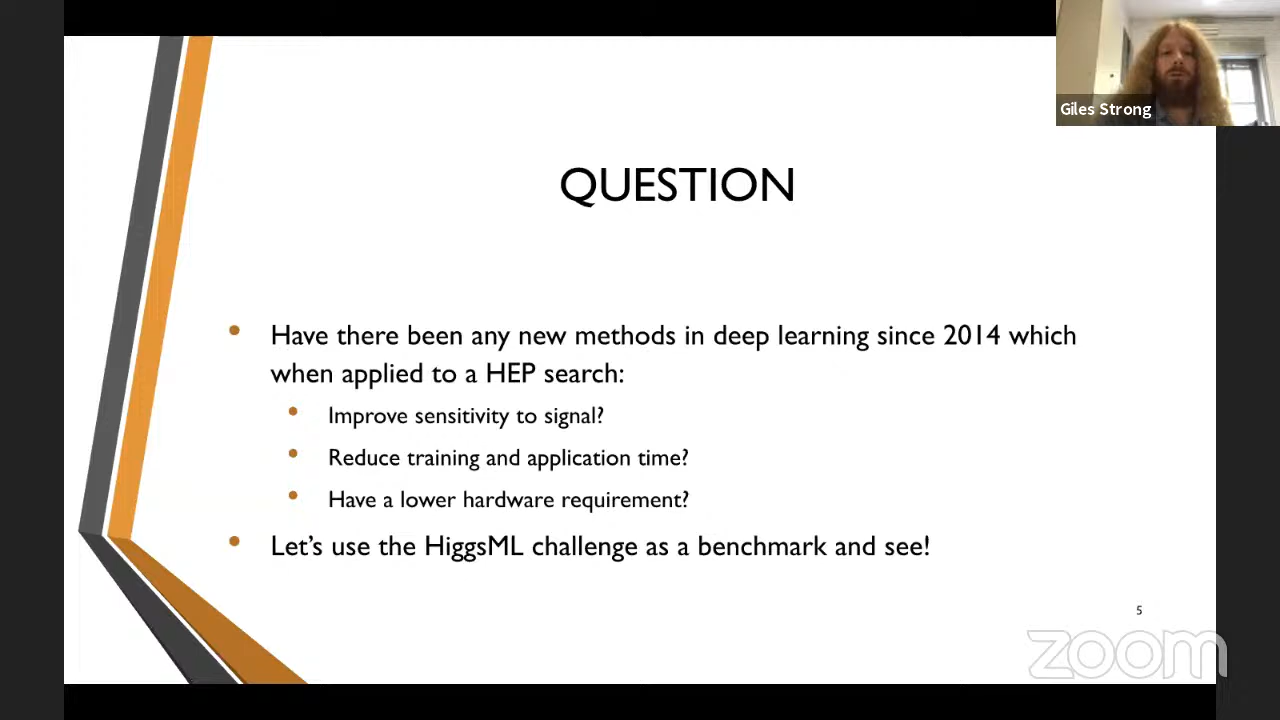 Giles Strong
QUESTION
Have there been any new methods in deep learning since 2014 which
when applied to a HEP search:
Improve sensitivity to signal?
Reduce training and application time?
Have a lower hardware requirement?
Let's use the HiggsML challenge as a benchmark and see!
5
zoom